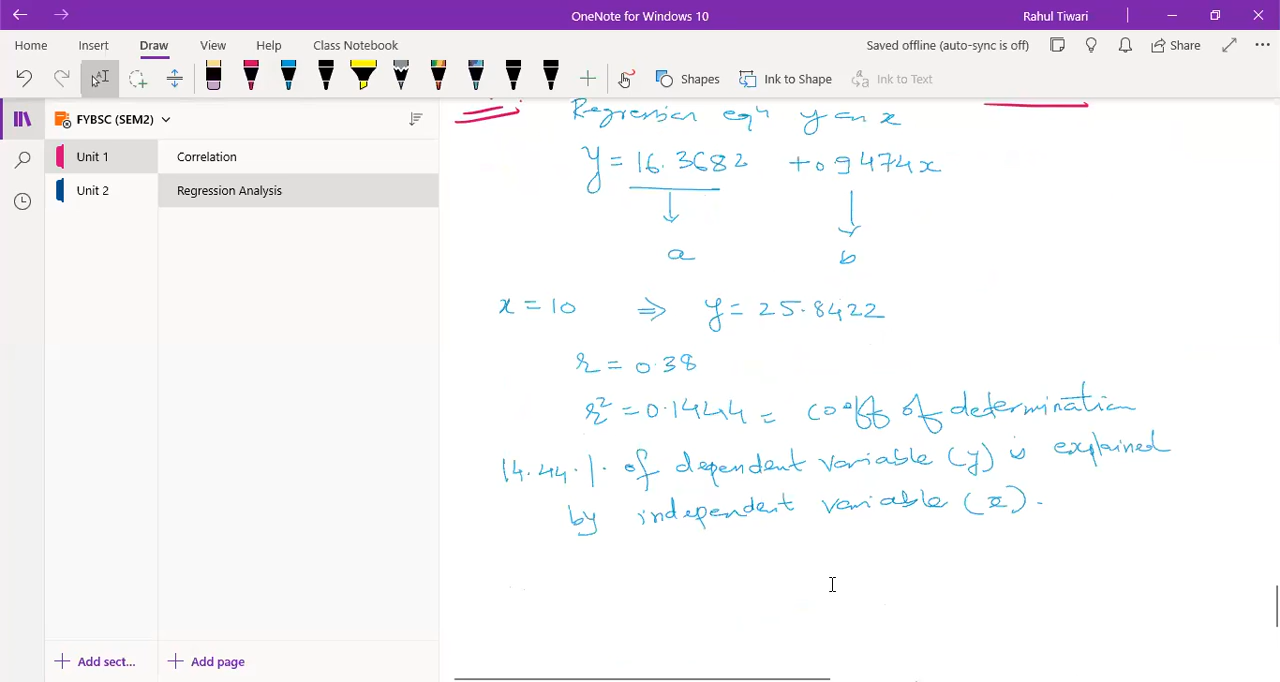 OneNote for Windows 10
Rahul Tiwari
Home Insert Draw View Help Class Notebook
Saved offline (auto-sync is off) Share
Shapes Ink to Shape Ink to Text
FYBSC (SEM2)
Unit 1
Unit 2
Correlation
Regression Analysis
Add sect...
Add page
Regression eqn y on x
y = 16.3682 + 0.9474x
a b
x = 10 ⇒ y = 25.8422
r = 0.38
r² = 0.1444 = coeff of determination
14.44 % of dependent variable (y) is explained
by independent variable (x).